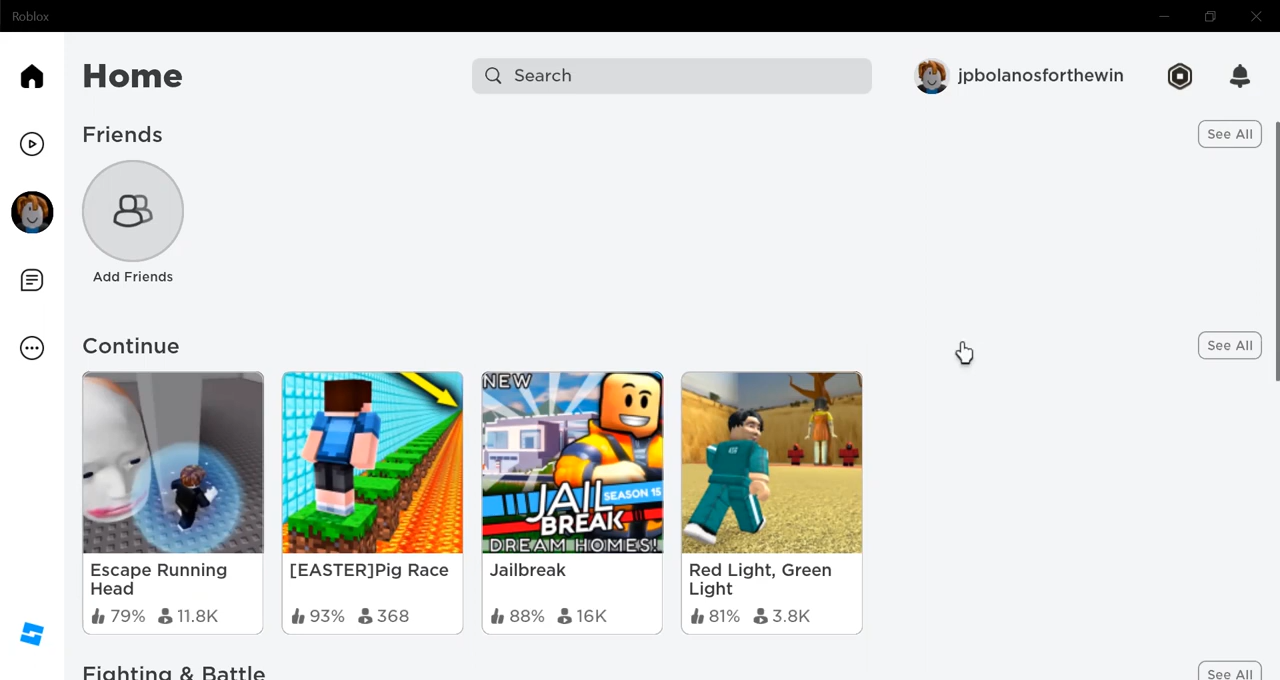 Roblox
Home
Search
jpbolanosforthewin
Friends
See All
Add Friends
Continue
See All
NEW
JAIL
BREAK
SEASON 15
DREAM HOMES!
Escape Running
Head
79% 11.8K
[EASTER]Pig Race
93% 368
Jailbreak
88% 16K
Red Light, Green
Light
81% 3.8K
Fighting & Battle
See All